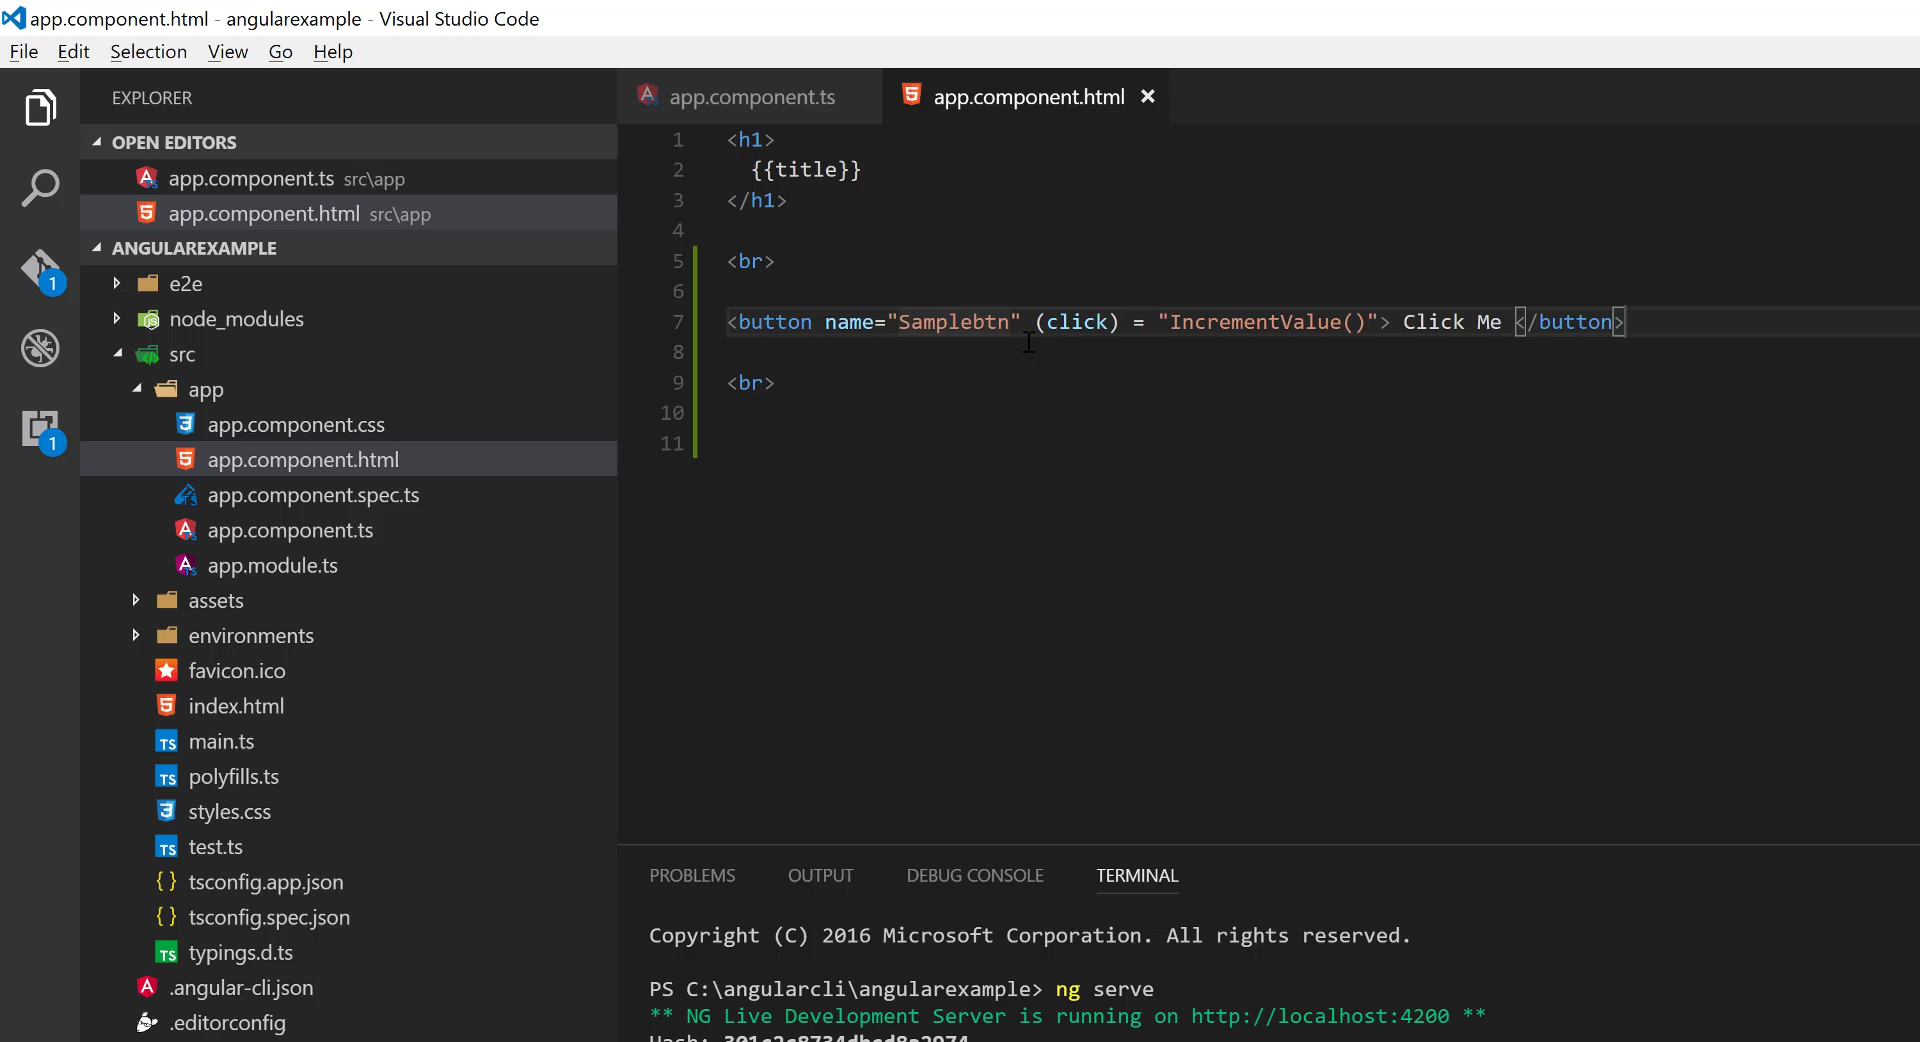 app.component.html - angularexample - Visual Studio Code
File Edit Selection View Go Help
EXPLORER
OPEN EDITORS
app.component.ts src\app
app.component.html src\app
ANGULAREXAMPLE
e2e
node_modules
src
app
app.component.css
app.component.html
app.component.spec.ts
app.component.ts
app.module.ts
assets
environments
favicon.ico
index.html
main.ts
polyfills.ts
styles.css
test.ts
tsconfig.app.json
tsconfig.spec.json
typings.d.ts
.angular-cli.json
.editorconfig
1
1
app.component.ts app.component.html
1 <h1>
2 {{title}}
3 </h1>
4
5 <br>
6
7 <button name="Samplebtn" (click) = "IncrementValue()"> Click Me </button>
8
9 <br>
10
11
PROBLEMS OUTPUT DEBUG CONSOLE TERMINAL
Copyright (C) 2016 Microsoft Corporation. All rights reserved.
PS C:\angularcli\angularexample> ng serve
** NG Live Development Server is running on http://localhost:4200 **